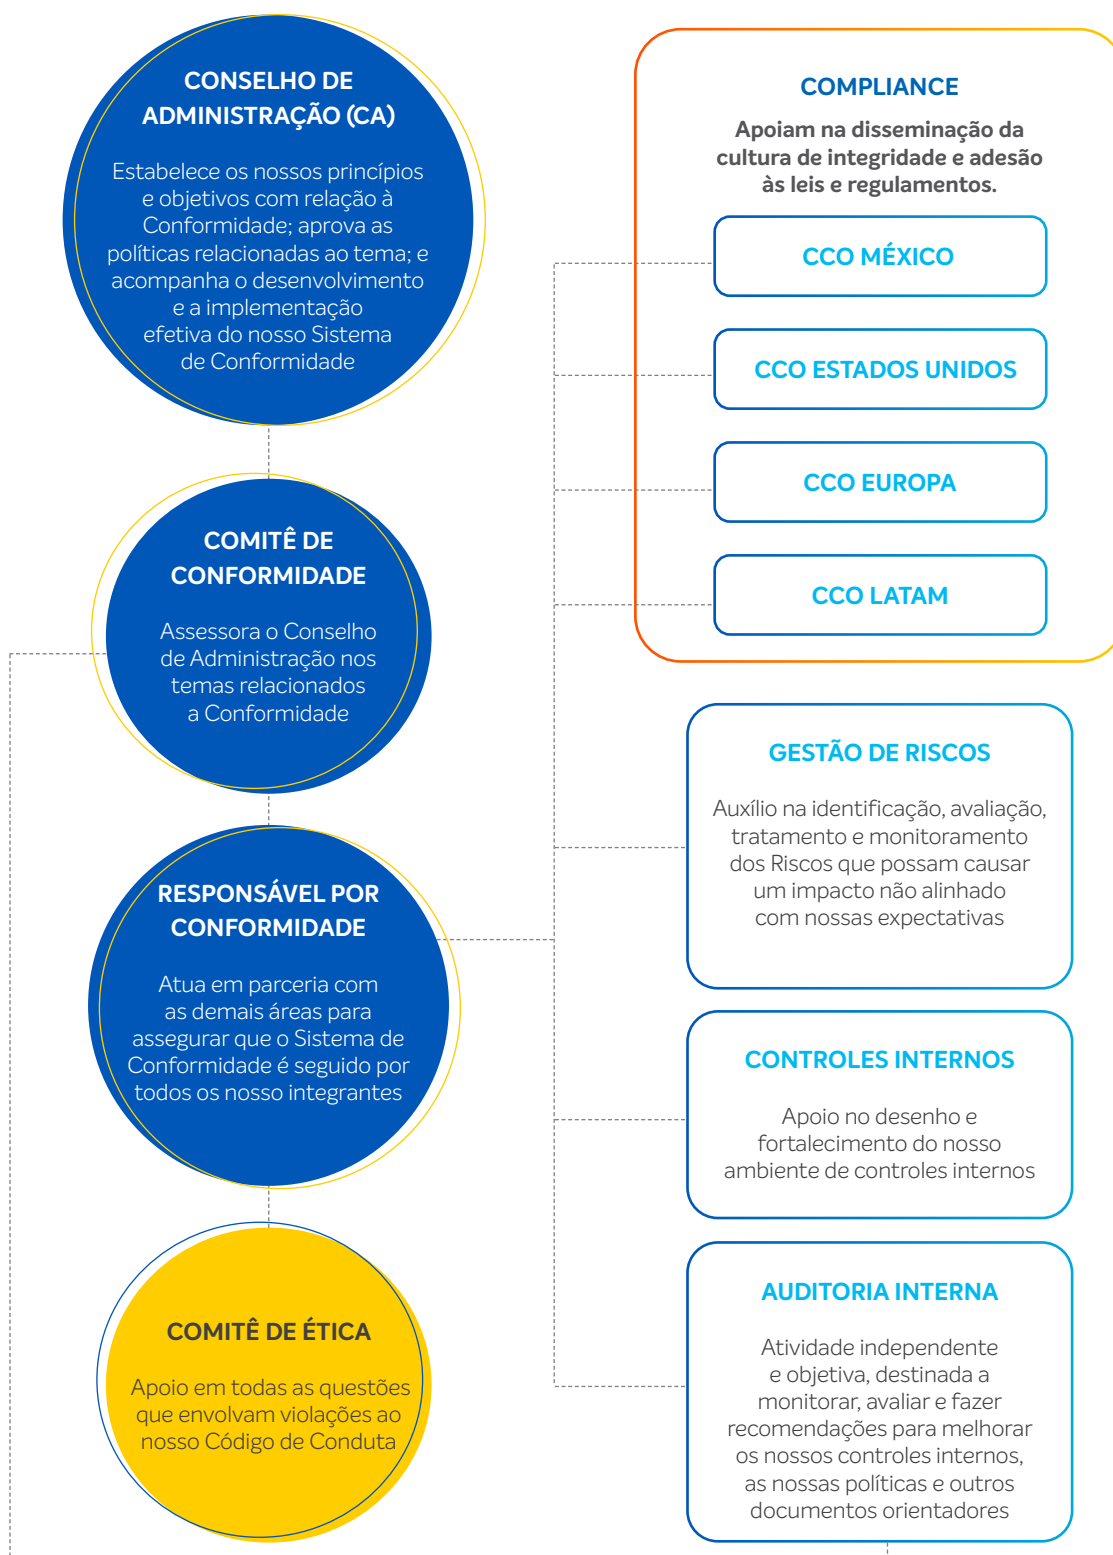 CONSELHO DE
ADMINISTRAÇÃO (CA)
Estabelece os nossos princípios
e objetivos com relação à
Conformidade; aprova as
políticas relacionadas ao tema; e
acompanha o desenvolvimento
e a implementação
efetiva do nosso Sistema
de Conformidade
COMITÊ DE
CONFORMIDADE
Assessora o Conselho
de Administração nos
temas relacionados
a Conformidade
RESPONSÁVEL POR
CONFORMIDADE
Atua em parceria com
as demais áreas para
assegurar que o Sistema de
Conformidade é seguido por
todos os nosso integrantes
COMITÊ DE ÉTICA
Apoio em todas as questões
que envolvam violações ao
nosso Código de Conduta
COMPLIANCE
Apoiam na disseminação da
cultura de integridade e adesão
às leis e regulamentos.
CCO MÉXICO
CCO ESTADOS UNIDOS
CCO EUROPA
CCO LATAM
GESTÃO DE RISCOS
Auxílio na identificação, avaliação,
tratamento e monitoramento
dos Riscos que possam causar
um impacto não alinhado
com nossas expectativas
CONTROLES INTERNOS
Apoio no desenho e
fortalecimento do nosso
ambiente de controles internos
AUDITORIA INTERNA
Atividade independente
e objetiva, destinada a
monitorar, avaliar e fazer
recomendações para melhorar
os nossos controles internos,
as nossas políticas e outros
documentos orientadores